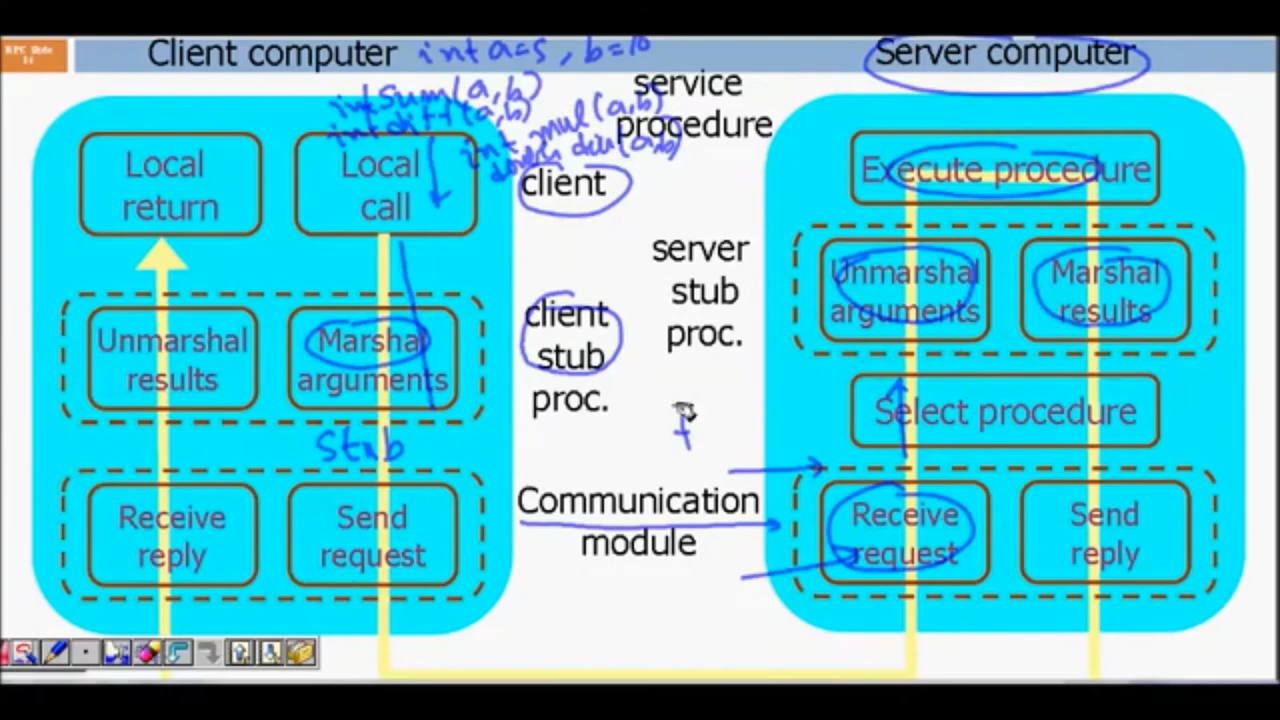 RPC Slide
14
Client computer
int a=5, b=10
Server computer
int sum(a,b)
int diff(a,b)
int mul(a,b)
(a,b)
service
procedure
Local
return
Local
call
client
Execute procedure
server
stub
proc.
Unmarshal
arguments
Marshal
results
Unmarshal
results
Marshal
arguments
client
stub
proc.
Select procedure
Stub
Receive
reply
Send
request
Communication
module
Receive
request
Send
reply